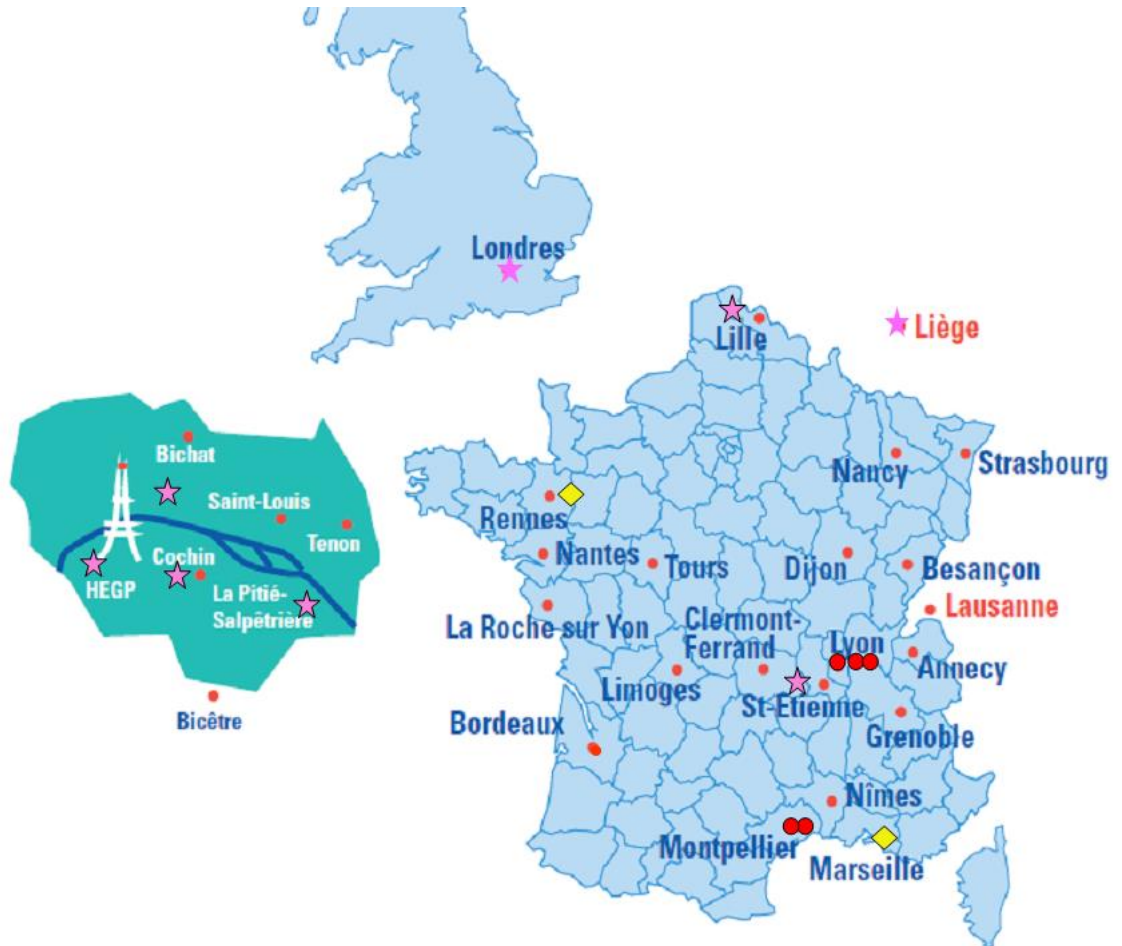 Londres
Lille
Liège
Nancy
Strasbourg
Rennes
Nantes
Tours
Dijon
Besançon
Lausanne
La Roche sur Yon
Clermont-
Ferrand
Lyon
Annecy
Limoges
St-Etienne
Grenoble
Bordeaux
Nîmes
Montpellier
Marseille
Bichat
Saint-Louis
Tenon
Cochin
HEGP
La Pitié-
Salpêtrière
Bicêtre